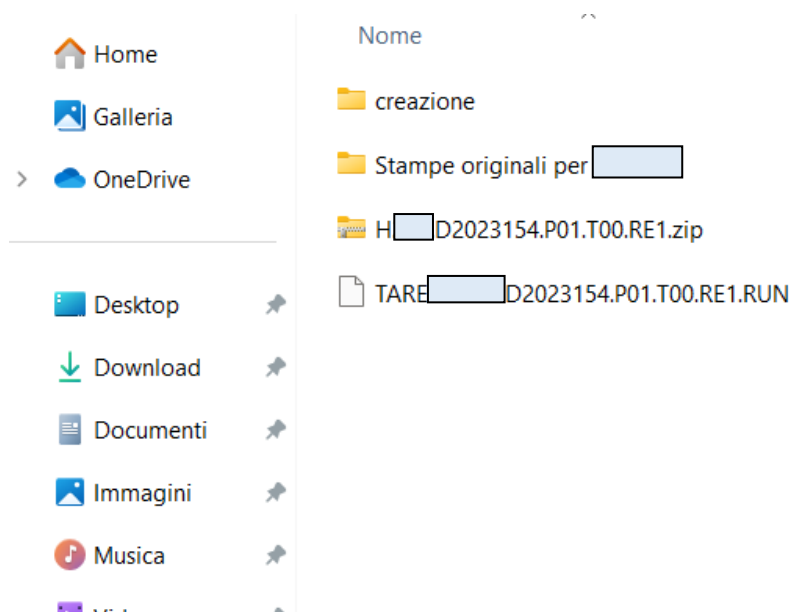 Home
Galleria
OneDrive
Desktop
Download
Documenti
Immagini
Musica
Nome
creazione
Stampe originali per
H D2023154.P01.T00.RE1.zip
TARE D2023154.P01.T00.RE1.RUN